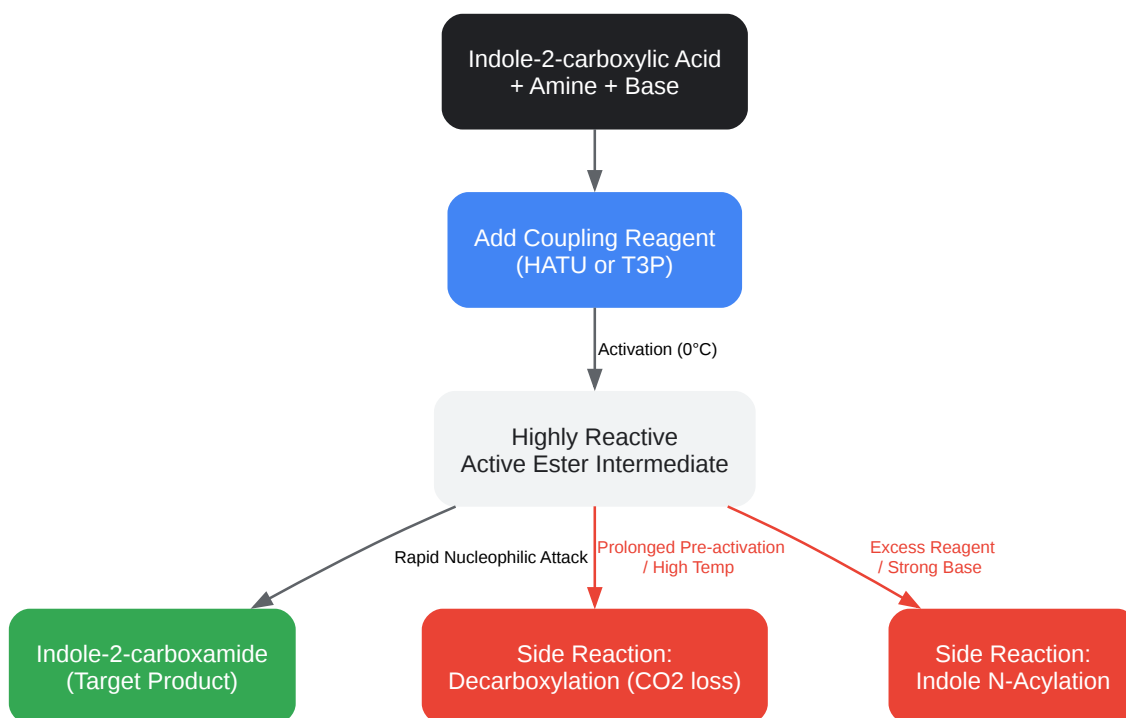 Indole-2-carboxylic Acid
+ Amine + Base
Add Coupling Reagent
(HATU or T3P)
Activation (0°C)
Highly Reactive
Active Ester Intermediate
Rapid Nucleophilic Attack
Prolonged Pre-activation
/ High Temp
Excess Reagent
/ Strong Base
Indole-2-carboxamide
(Target Product)
Side Reaction:
Decarboxylation (CO2 loss)
Side Reaction:
Indole N-Acylation